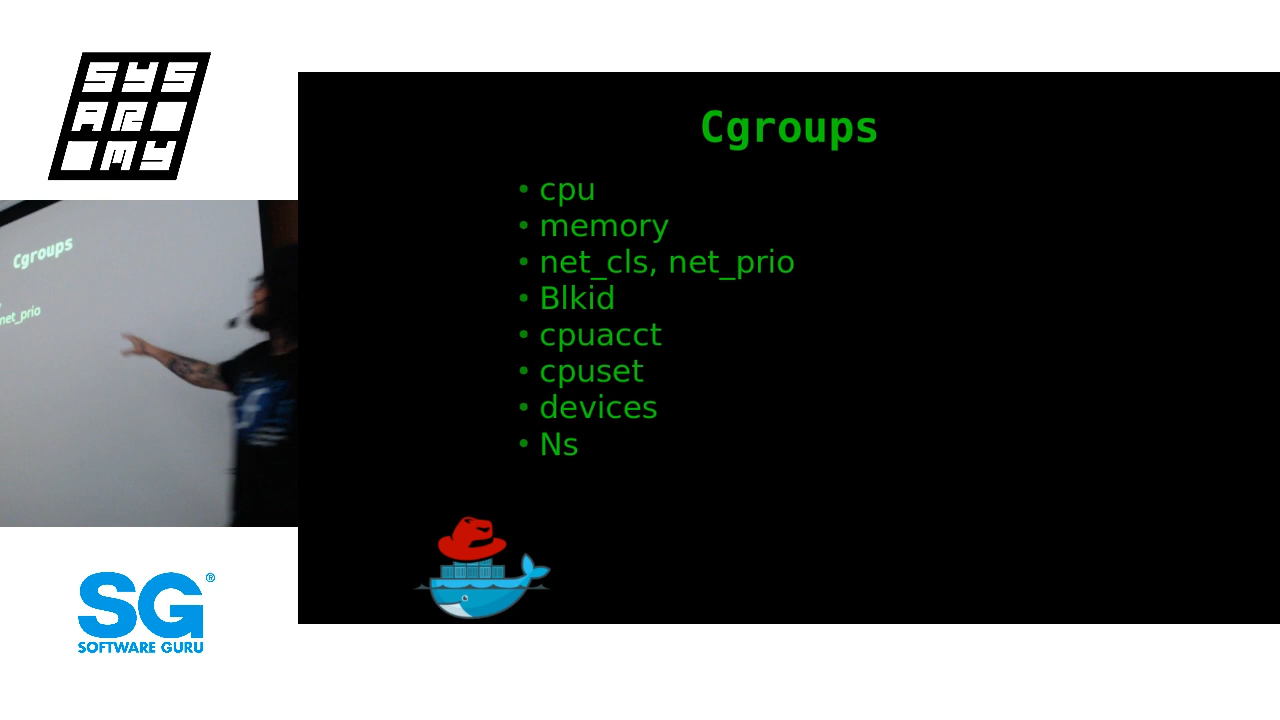 SYS
AR
MY
Cgroups
net_prio
SG®
SOFTWARE GURU
Cgroups
• cpu
• memory
• net_cls, net_prio
• Blkid
• cpuacct
• cpuset
• devices
• Ns